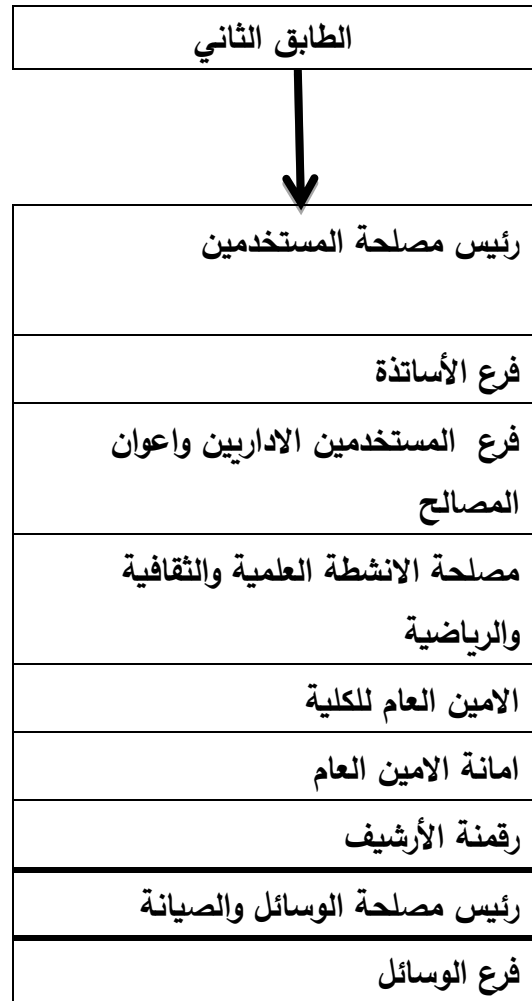 الطابق الثاني
رئيس مصلحة المستخدمين
فرع الأساتذة
فرع المستخدمين الاداريين واعوان
المصالح
مصلحة الانشطة العلمية والثقافية
والرياضية
الامين العام للكلية
امانة الامين العام
رقمنة الأرشيف
رئيس مصلحة الوسائل والصيانة
فرع الوسائل